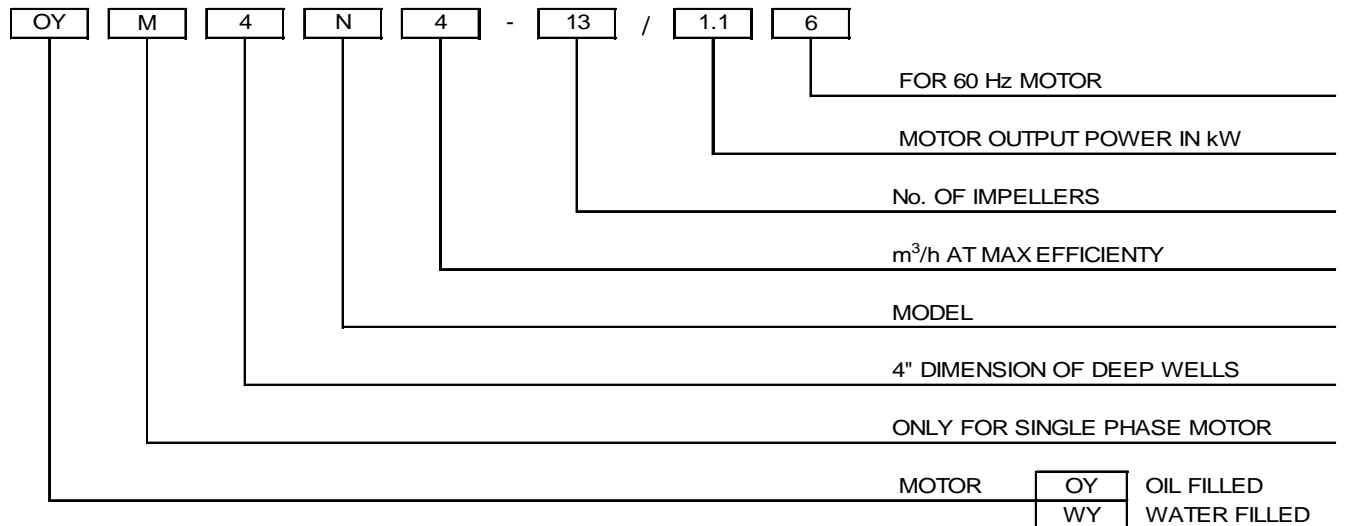 OY M 4 N 4 - 13 / 1.1 6
FOR 60 Hz MOTOR
MOTOR OUTPUT POWER IN kW
No. OF IMPELLERS
m³/h AT MAX EFFICIENTY
MODEL
4" DIMENSION OF DEEP WELLS
ONLY FOR SINGLE PHASE MOTOR
MOTOR OY OIL FILLED
WY WATER FILLED